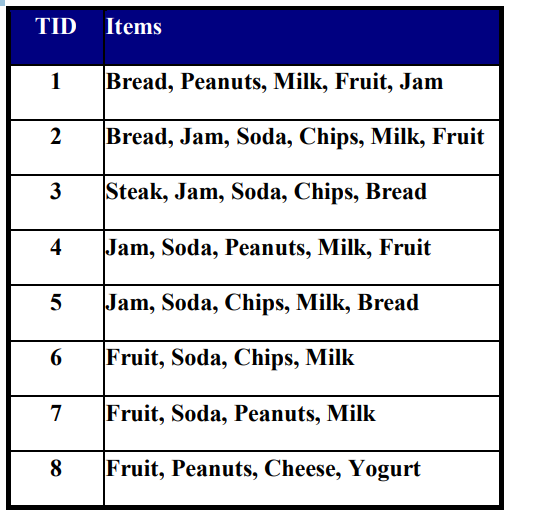 TID Items
1 Bread, Peanuts, Milk, Fruit, Jam
2 Bread, Jam, Soda, Chips, Milk, Fruit
3 Steak, Jam, Soda, Chips, Bread
4 Jam, Soda, Peanuts, Milk, Fruit
5 Jam, Soda, Chips, Milk, Bread
6 Fruit, Soda, Chips, Milk
7 Fruit, Soda, Peanuts, Milk
8 Fruit, Peanuts, Cheese, Yogurt